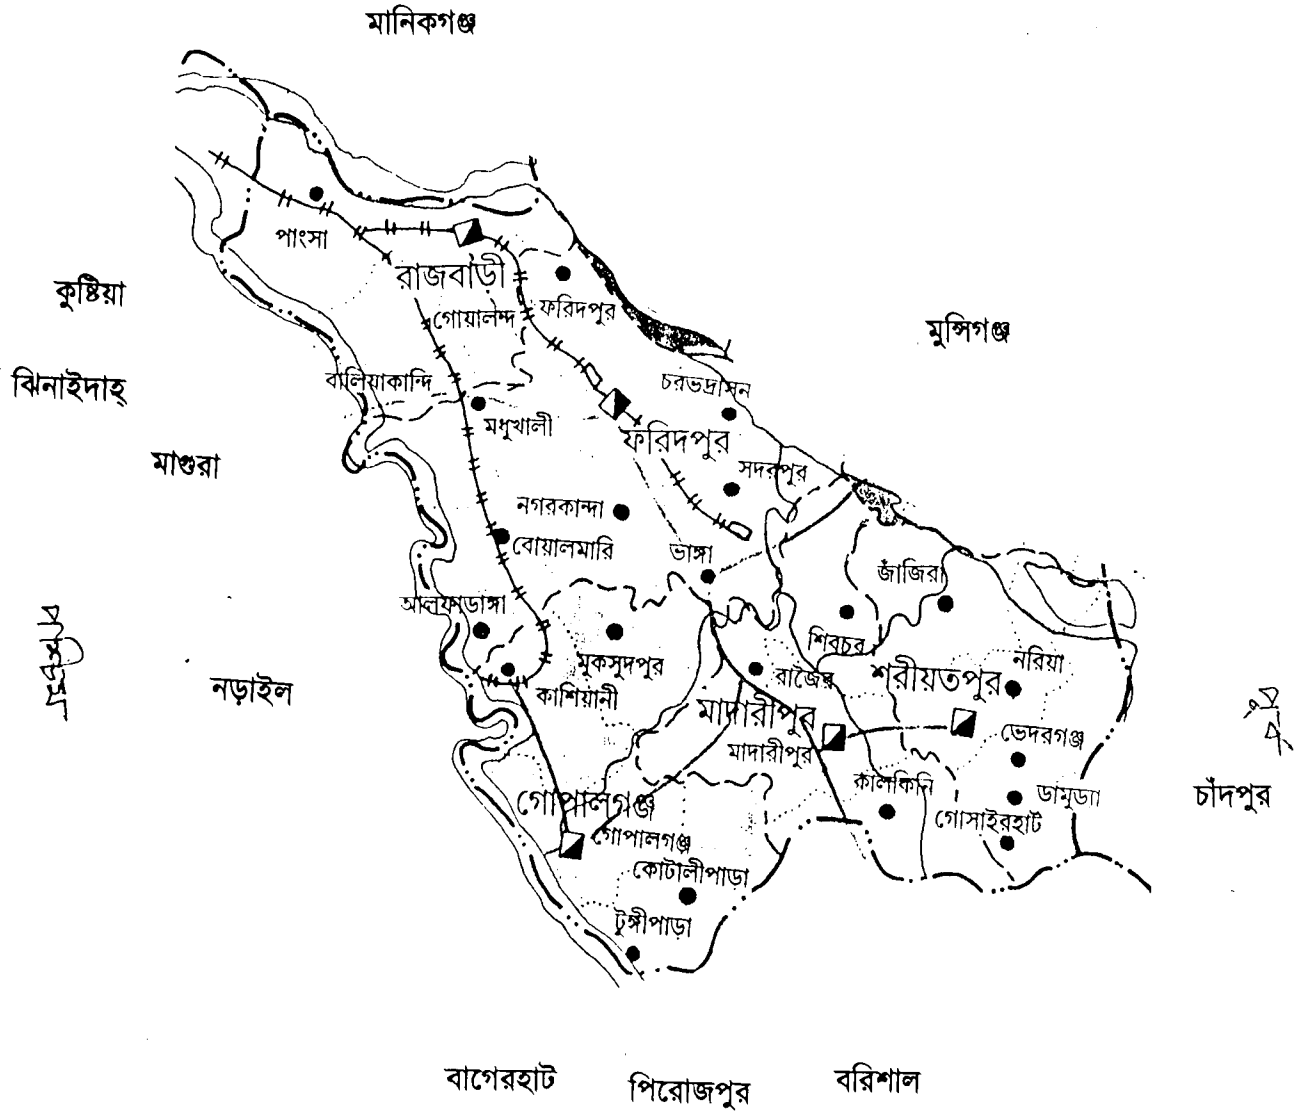 মানিকগঞ্জ
পাংসা
রাজবাড়ী
কুষ্টিয়া
গোয়ালন্দ
ফরিদপুর
মুন্সিগঞ্জ
ঝিনাইদাহ্
বালিয়াকান্দি
চরভদ্রাসন
মধুখালী
ফরিদপুর
মাগুরা
সদরপুর
নগরকান্দা
বোয়ালমারি
ভাঙ্গা
জাঁজিরা
আলফাডাঙ্গা
শিবচর
মুকসুদপুর
রাজৈর
শরীয়তপুর
নরিয়া
নড়াইল
কাশিয়ানী
মাদারীপুর
মাদারীপুর
ভেদরগঞ্জ
কালকিনি
ডামুড্যা
চাঁদপুর
গোপালগঞ্জ
গোসাইরহাট
গোপালগঞ্জ
কোটালীপাড়া
টুঙ্গীপাড়া
বাগেরহাট
পিরোজপুর
বরিশাল